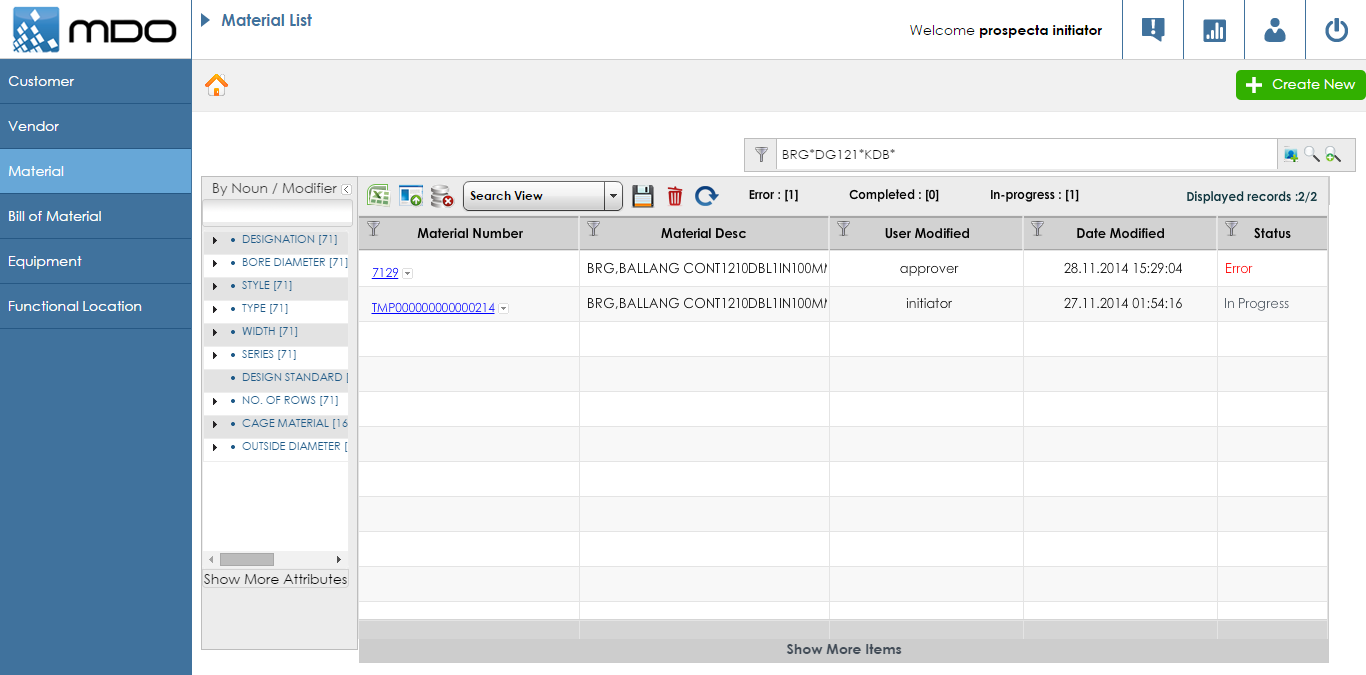 MDO
Material List
Welcome prospecta initiator
Customer
Vendor
Material
Bill of Material
Equipment
Functional Location
Create New
BRG*DG121*KDB*
By Noun / Modifier
DESIGNATION [71]
BORE DIAMETER [71]
STYLE [71]
TYPE [71]
WIDTH [71]
SERIES [71]
DESIGN STANDARD [
NO. OF ROWS [71]
CAGE MATERIAL [16
OUTSIDE DIAMETER [
Show More Attributes
Search View
Error : [1]
Completed : [0]
In-progress : [1]
Displayed records :2/2
Material Number Material Desc User Modified Date Modified Status
7129 BRG,BALLANG CONT1210DBL1IN100MM approver 28.11.2014 15:29:04 Error
TMP000000000000214 BRG,BALLANG CONT1210DBL1IN100MM initiator 27.11.2014 01:54:16 In Progress
Show More Items